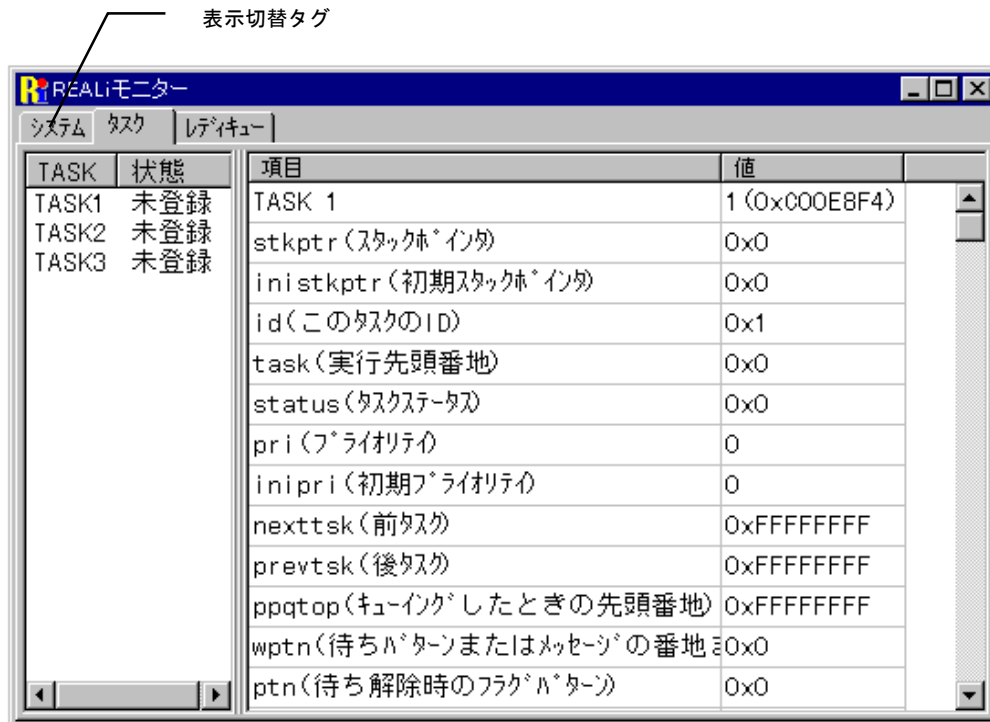 表示切替タグ
REALiモニター
システム タスク レディキュー
TASK 状態
TASK1 未登録
TASK2 未登録
TASK3 未登録
項目 値
TASK 1 1(0xC00E8F4)
stkptr(スタックポインタ) 0x0
inistkptr(初期スタックポインタ) 0x0
id(このタスクのID) 0x1
task(実行先頭番地) 0x0
status(タスクステータス) 0x0
pri(プライオリティ) 0
inipri(初期プライオリティ) 0
nexttsk(前タスク) 0xFFFFFFFF
prevtsk(後タスク) 0xFFFFFFFF
ppqtop(キューイングしたときの先頭番地) 0xFFFFFFFF
wptn(待ちパターンまたはメッセージの番地 0x0
ptn(待ち解除時のフラグパターン) 0x0